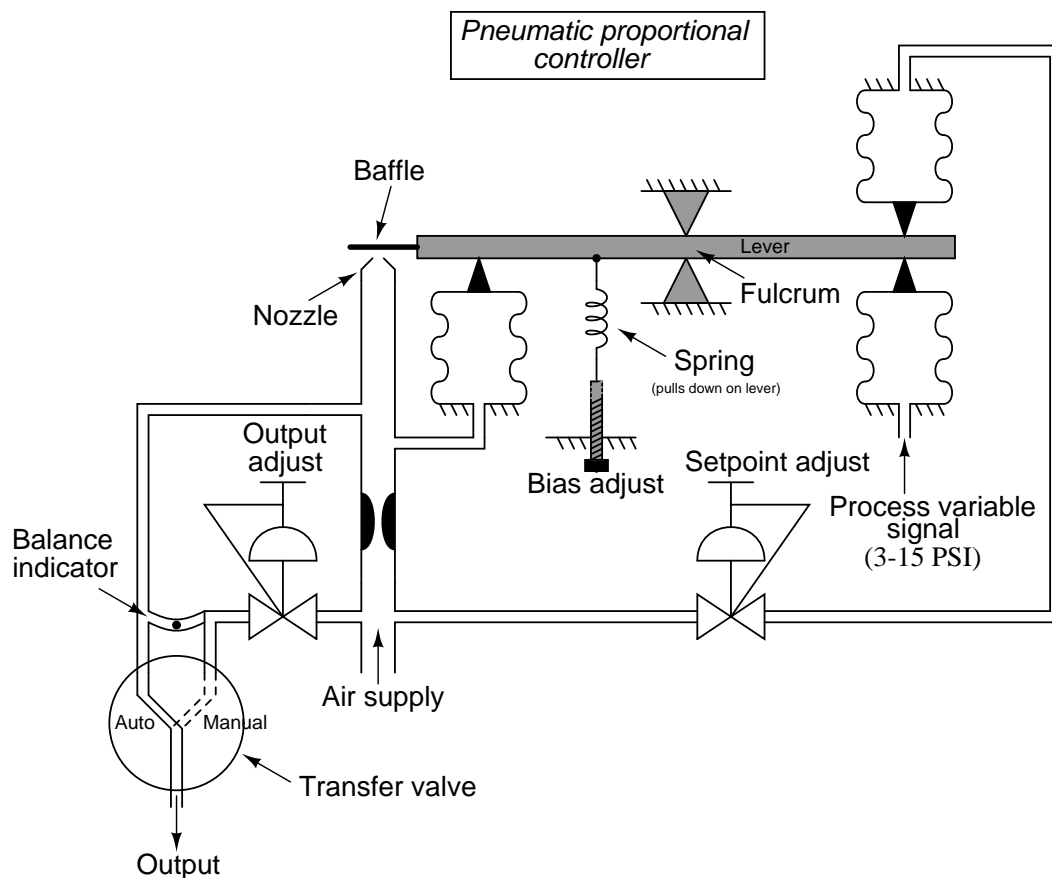 Pneumatic proportional
controller
Baffle
Lever
Nozzle
Fulcrum
Spring
(pulls down on lever)
Output
adjust
Bias adjust
Setpoint adjust
Process variable
signal
(3-15 PSI)
Balance
indicator
Air supply
Auto
Manual
Transfer valve
Output